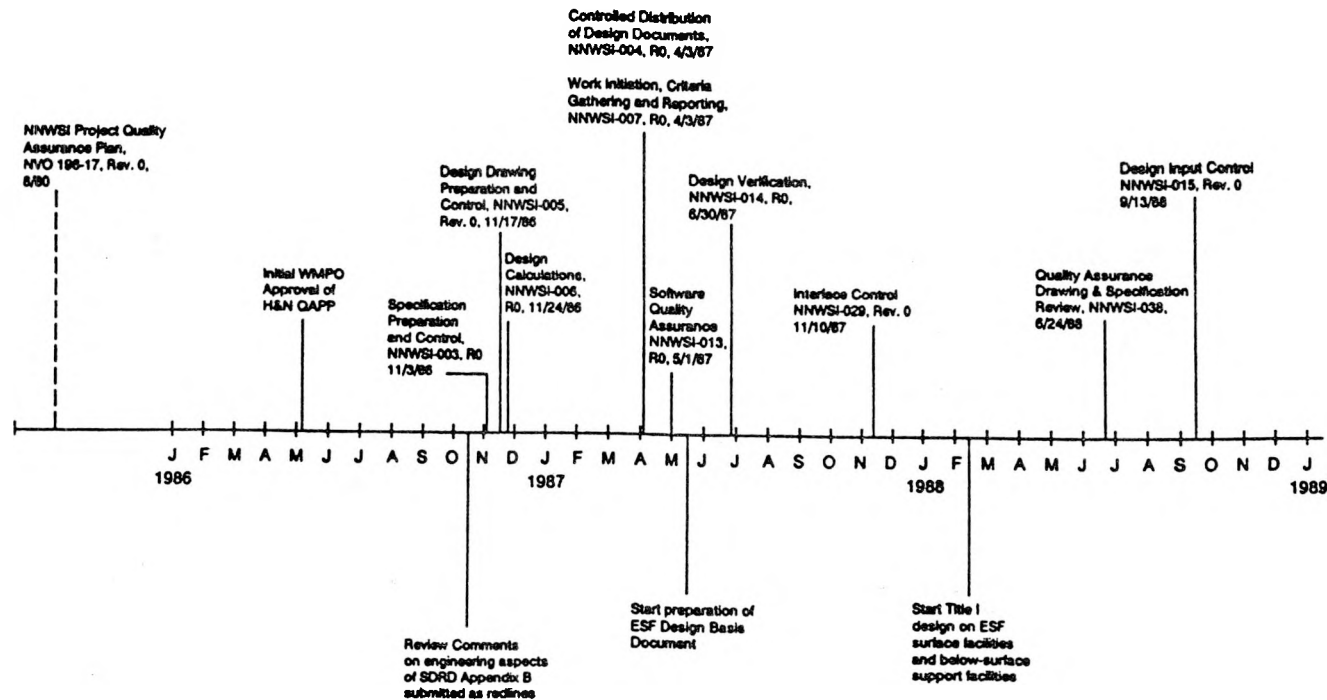 Controlled Distribution
of Design Documents,
NNWSI-004, R0, 4/3/87
Work Initiation, Criteria
Gathering and Reporting,
NNWSI-007, R0, 4/3/87
NNWSI Project Quality
Assurance Plan,
NVO 196-17, Rev. 0,
8/80
Initial WMPO
Approval of
H&N QAPP
Specification
Preparation
and Control,
NNWSI-003, R0
11/3/86
Design Drawing
Preparation and
Control, NNWSI-005,
Rev. 0, 11/17/86
Design
Calculations,
NNWSI-006,
R0, 11/24/86
Software
Quality
Assurance
NNWSI-013,
R0, 5/1/87
Design Verification,
NNWSI-014, R0,
6/30/87
Interface Control
NNWSI-029, Rev. 0
11/10/87
Quality Assurance
Drawing & Specification
Review, NNWSI-038,
6/24/88
Design Input Control
NNWSI-015, Rev. 0
9/13/88
J F M A M J J A S O N D J F M A M J J A S O N D J F M A M J J A S O N D J
1986 1987 1988 1989
Review Comments
on engineering aspects
of SDRD Appendix B
submitted as redlines
Start preparation of
ESF Design Basis
Document
Start Title I
design on ESF
surface facilities
and below-surface
support facilities